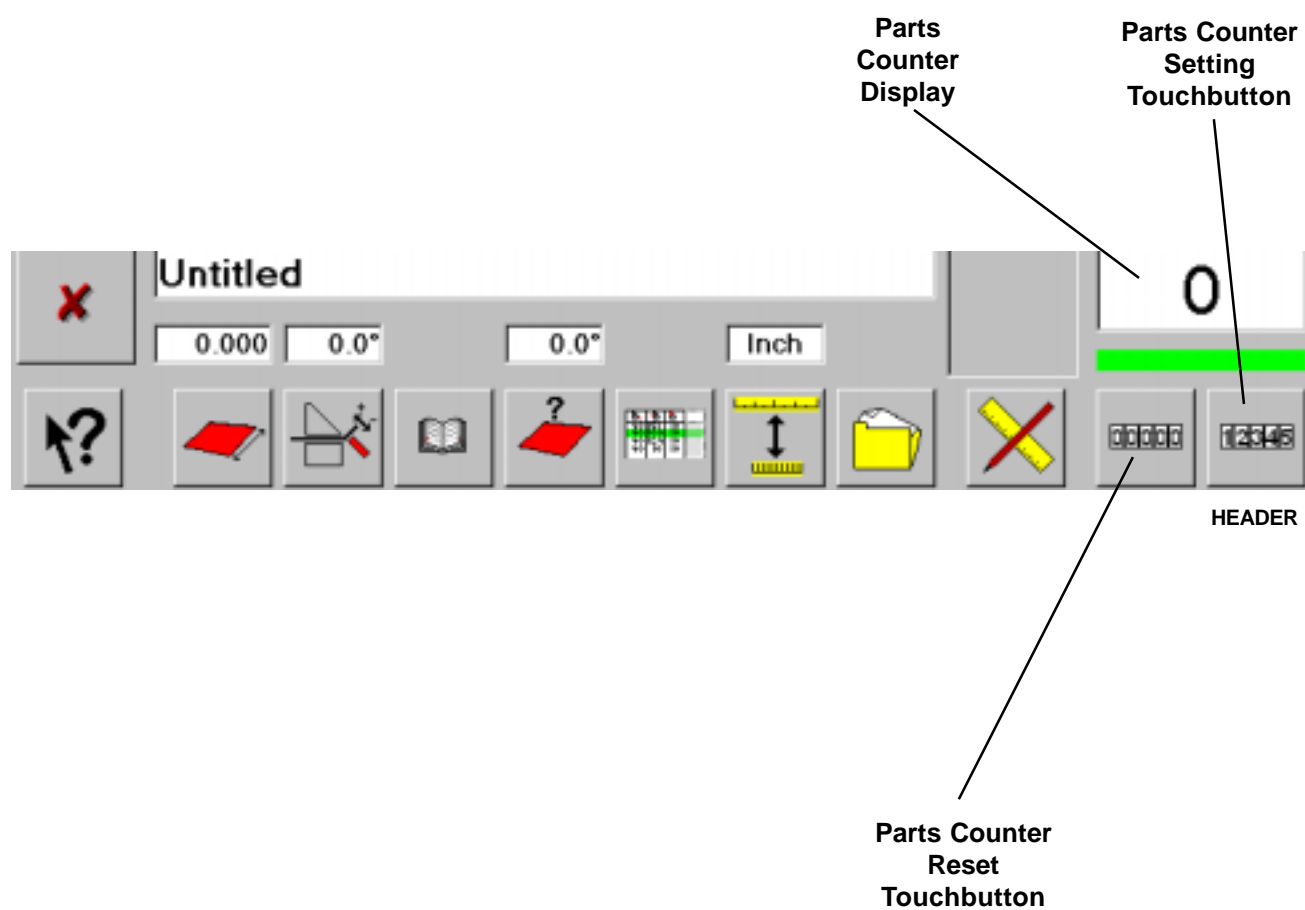 Parts
Counter
Display
Parts Counter
Setting
Touchbutton
Untitled
0
0.000
0.0°
0.0°
Inch
?
?
00000
12345
HEADER
Parts Counter
Reset
Touchbutton